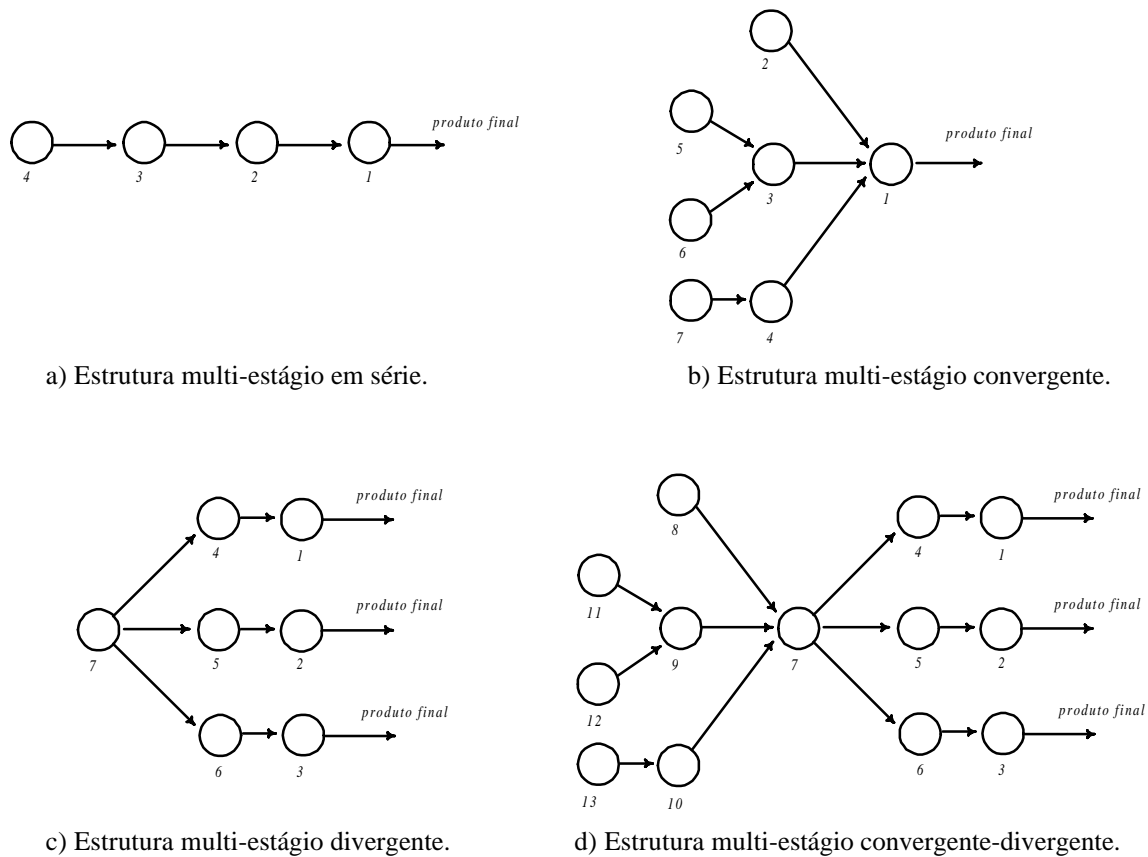 2
produto final
5
produto final
4
3
2
1
3
1
6
7
4
a) Estrutura multi-estágio em série.
b) Estrutura multi-estágio convergente.
produto final
4
1
produto final
7
5
2
produto final
6
3
8
produto final
4
1
11
produto final
9
7
5
2
12
produto final
13
10
6
3
c) Estrutura multi-estágio divergente.
d) Estrutura multi-estágio convergente-divergente.